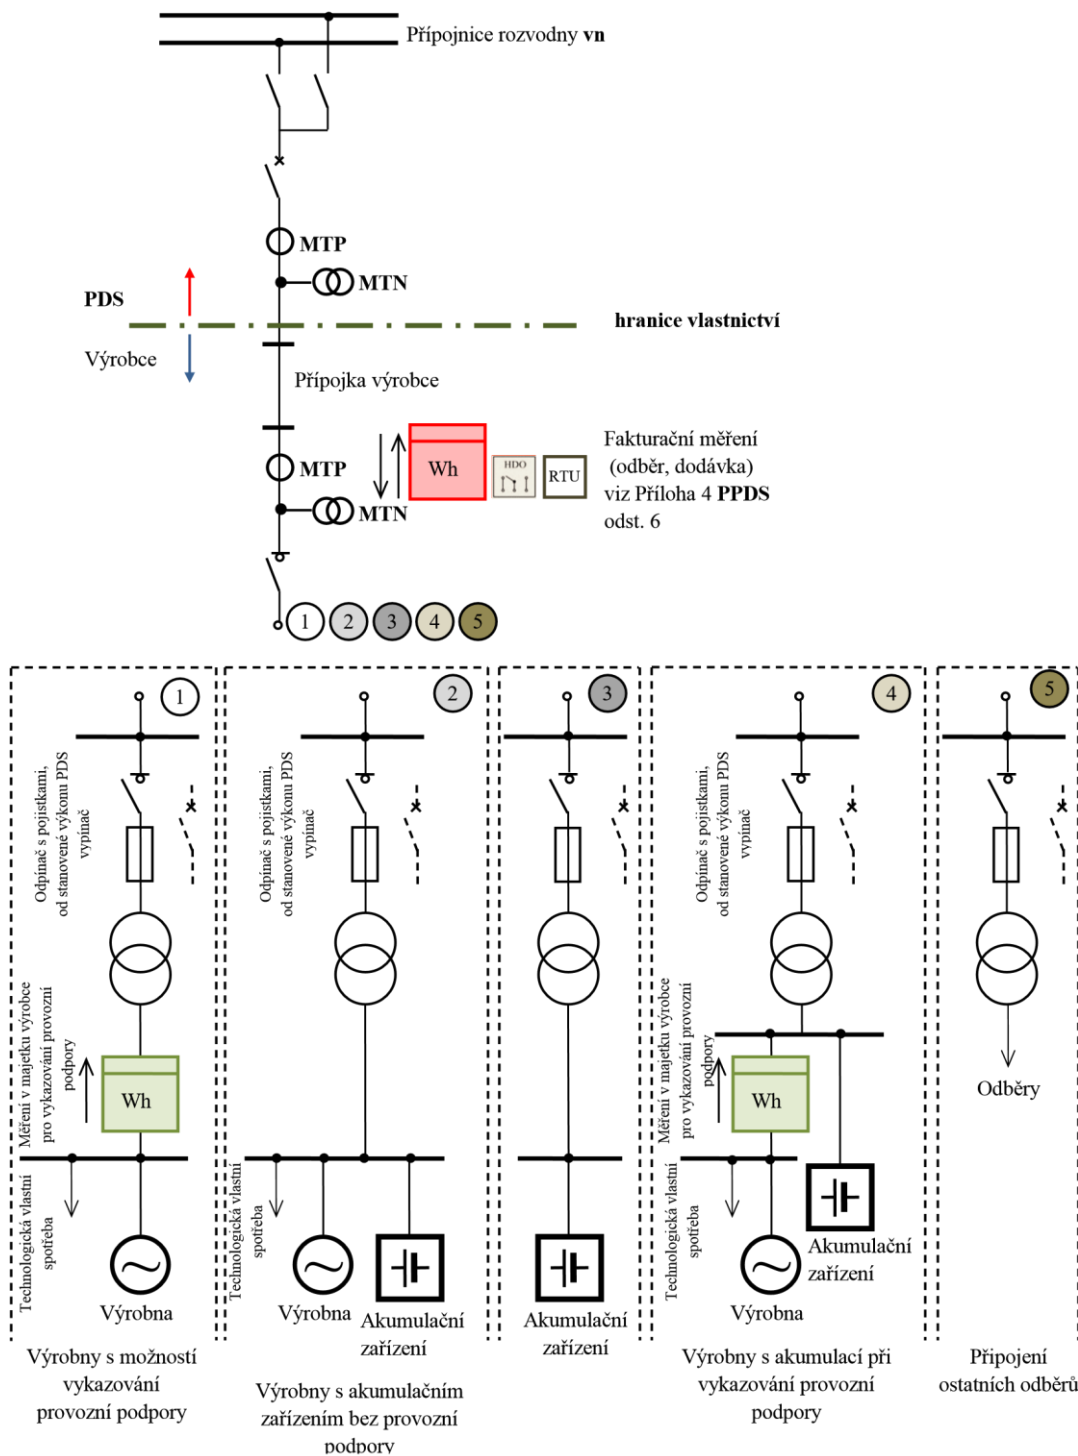 Přípojnice rozvodny vn
MTP
MTN
PDS
hranice vlastnictví
Výrobce
Přípojka výrobce
MTP
MTN
Wh
HDO
RTU
Fakturační měření
(odběr, dodávka)
viz Příloha 4 PPDS
odst. 6
1 2 3 4 5
1
Odpínač s pojistkami,
od stanovené výkonu PDS
vypínač
Měření v majetku výrobce
pro vykazování provozní
podpory
Wh
Technologická vlastní
spotřeba
Výrobna
Výrobny s možností
vykazování
provozní podpory
2
Odpínač s pojistkami,
od stanovené výkonu PDS
vypínač
Technologická vlastní
spotřeba
Výrobna
Akumulační
zařízení
Výrobny s akumulačním
zařízením bez provozní
podpory
3
Akumulační
zařízení
4
Odpínač s pojistkami,
od stanovené výkonu PDS
vypínač
Měření v majetku výrobce
pro vykazování provozní
podpory
Wh
Technologická vlastní
spotřeba
Výrobna
Akumulační
zařízení
Výrobny s akumulací při
vykazování provozní
podpory
5
Odběry
Připojení
ostatních odběrů